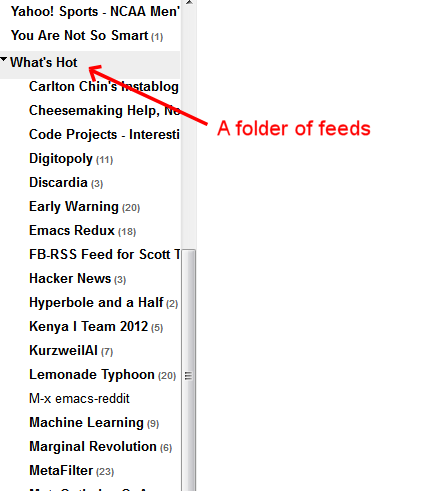 Yahoo! Sports - NCAA Men'
You Are Not So Smart (1)
What's Hot
Carlton Chin's Instablog
Cheesemaking Help, Ne
Code Projects - Interesti
A folder of feeds
Digitopoly (11)
Discardia (3)
Early Warning (20)
Emacs Redux (18)
FB-RSS Feed for Scott T
Hacker News (3)
Hyperbole and a Half (2)
Kenya I Team 2012 (5)
KurzweilAI (7)
Lemonade Typhoon (20)
M-x emacs-reddit
Machine Learning (9)
Marginal Revolution (6)
MetaFilter (23)